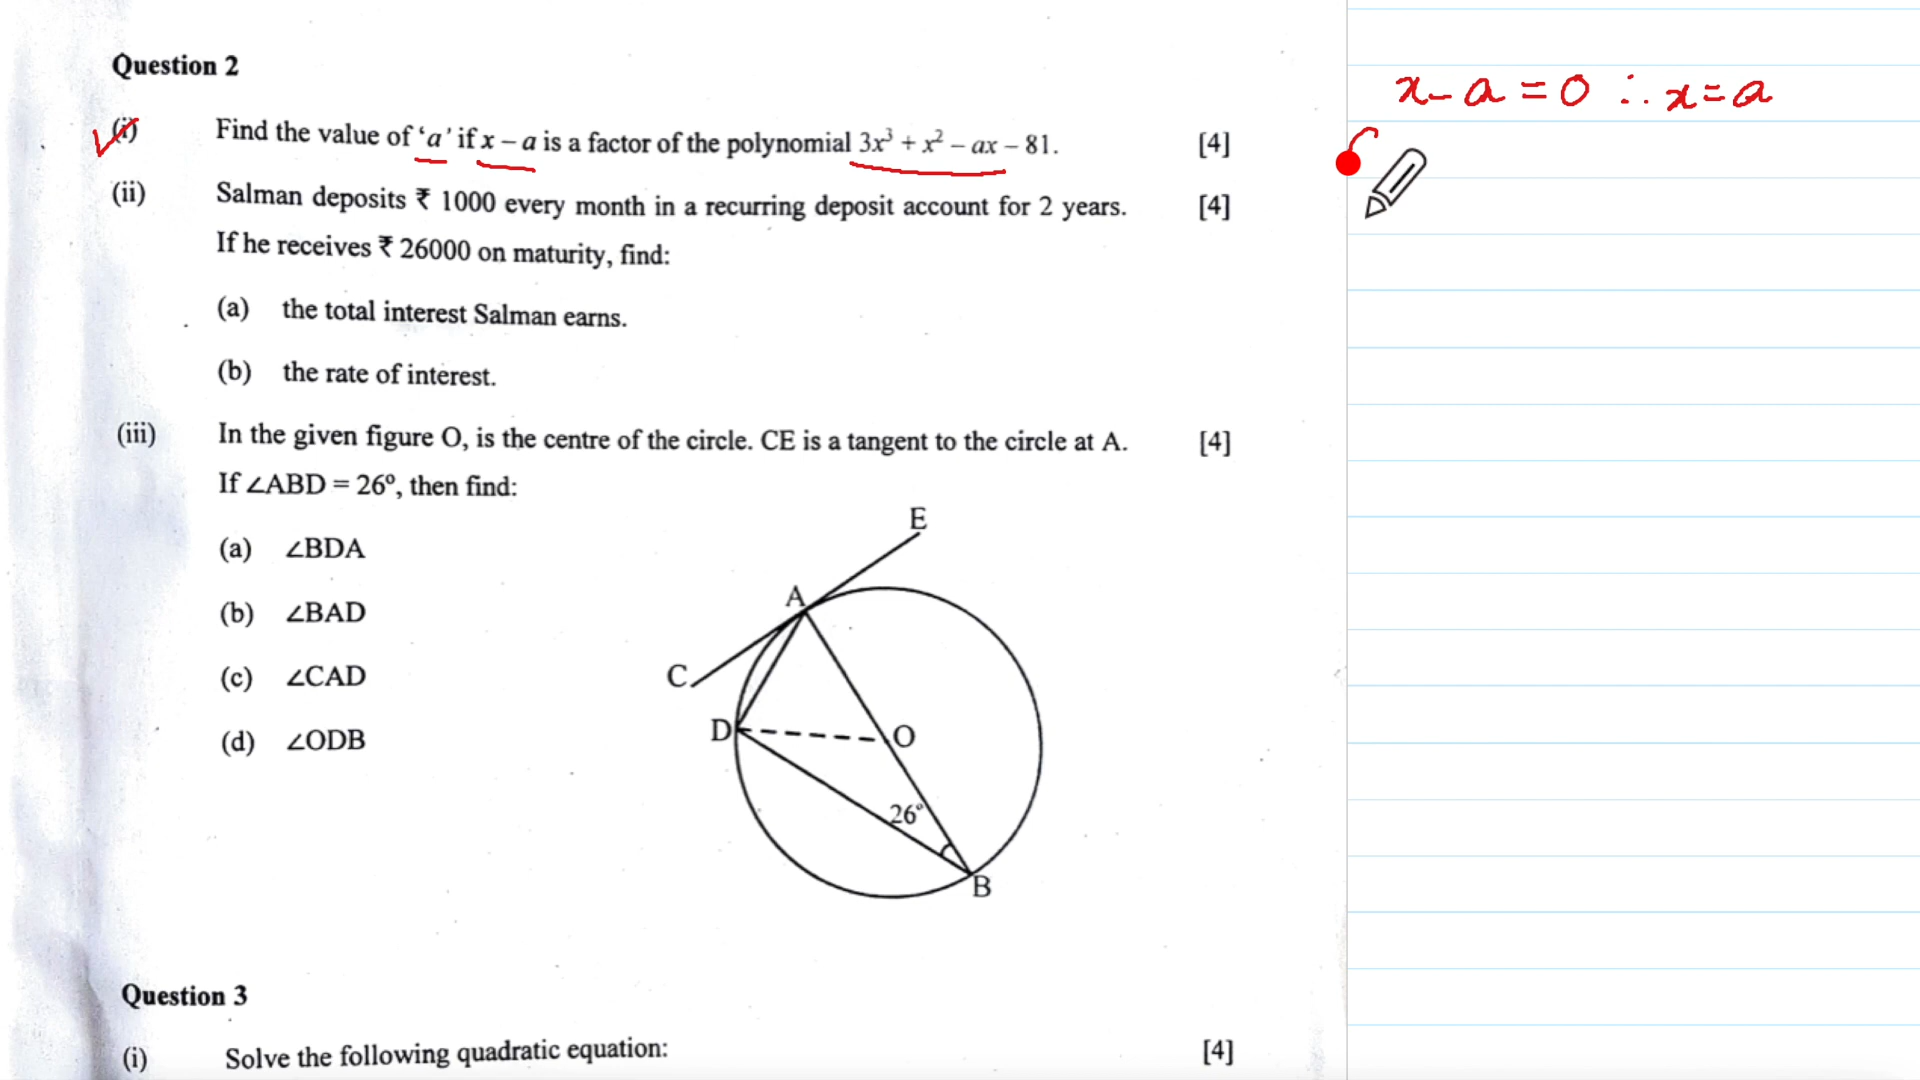 Question 2
(i) Find the value of ‘a’ if x – a is a factor of the polynomial 3x³ + x² – ax – 81. [4]
(ii) Salman deposits ₹ 1000 every month in a recurring deposit account for 2 years. [4]
If he receives ₹ 26000 on maturity, find:
(a) the total interest Salman earns.
(b) the rate of interest.
(iii) In the given figure O, is the centre of the circle. CE is a tangent to the circle at A. [4]
If ∠ABD = 26°, then find:
(a) ∠BDA
(b) ∠BAD
(c) ∠CAD
(d) ∠ODB
E
A
C
D
O
26°
B
Question 3
(i) Solve the following quadratic equation: [4]
x - a = 0 ∴ x = a